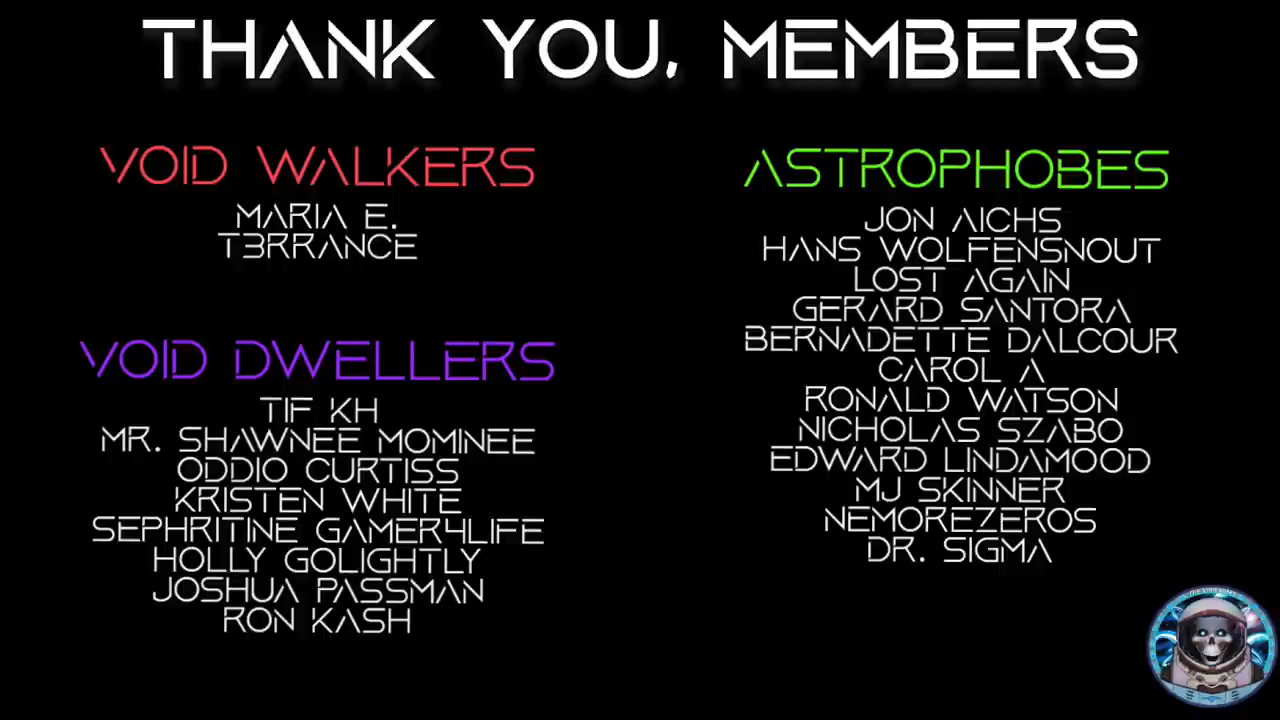 THANK YOU, MEMBERS
VOID WALKERS
MARIA E.
T3RRANCE
VOID DWELLERS
TIF KH
MR. SHAWNEE MOMINEE
ODDIO CURTISS
KRISTEN WHITE
SEPHRITINE GAMER4LIFE
HOLLY GOLIGHTLY
JOSHUA PASSMAN
RON KASH
ASTROPHOBES
JON AICHS
HANS WOLFENSNOUT
LOST AGAIN
GERARD SANTORA
BERNADETTE DALCOUR
CAROL A
RONALD WATSON
NICHOLAS SZABO
EDWARD LINDAMOOD
MJ SKINNER
NEMOREZEROS
DR. SIGMA